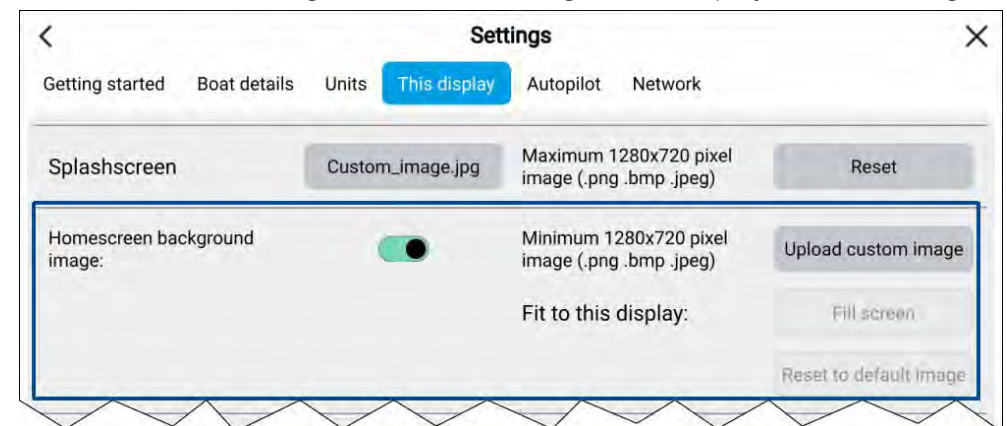 Settings
Getting started Boat details Units This display Autopilot Network
Splashscreen Custom_image.jpg Maximum 1280x720 pixel Reset
image (.png .bmp .jpeg)
Homescreen background Minimum 1280x720 pixel Upload custom image
image: image (.png .bmp .jpeg)
Fit to this display: Fill screen
Reset to default image